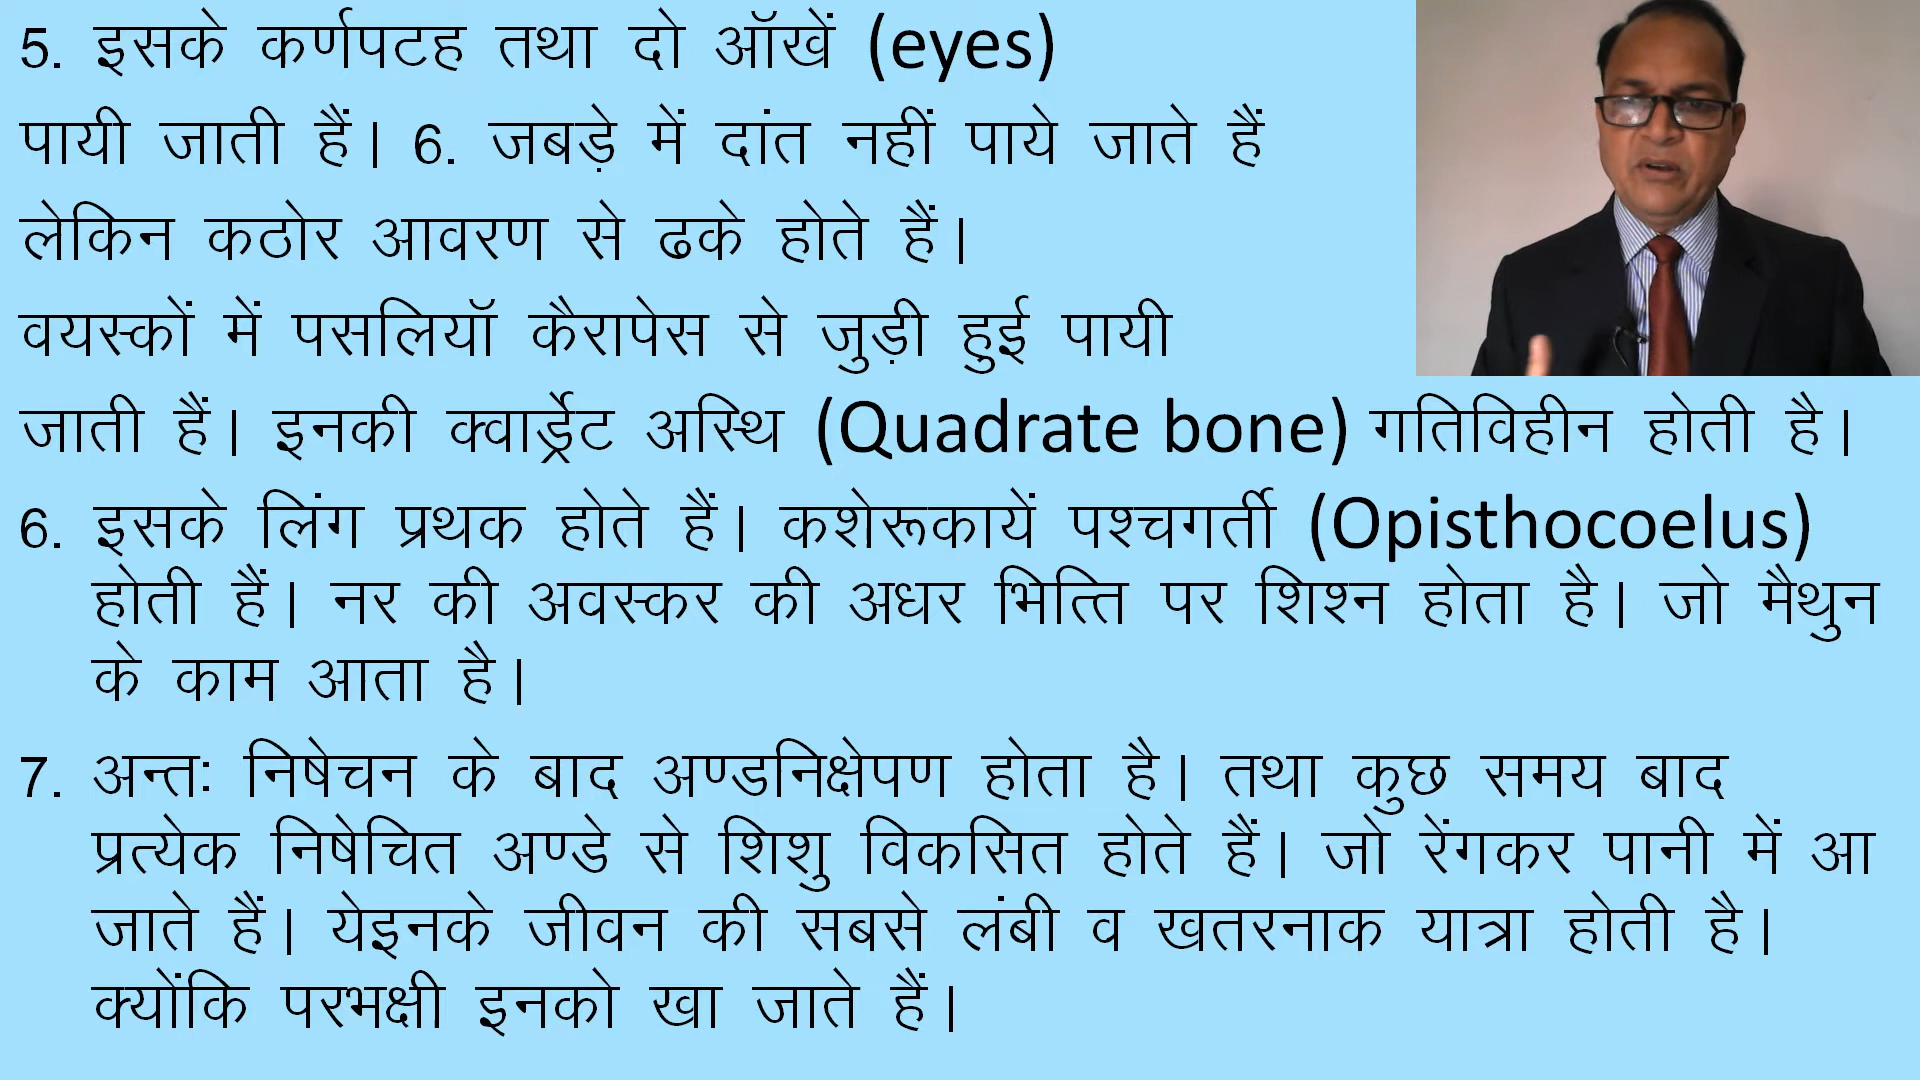 5. इसके कर्णपटह तथा दो ऑखें (eyes)
पायी जाती हैं। 6. जबड़े में दांत नहीं पाये जाते हैं
लेकिन कठोर आवरण से ढके होते हैं।
वयस्कों में पसलियॉ कैरापेस से जुड़ी हुई पायी
जाती हैं। इनकी क्वार्ड्रेट अस्थि (Quadrate bone) गतिविहीन होती है।
6. इसके लिंग प्रथक होते हैं। कशेरूकायें पश्चगर्ती (Opisthocoelus)
होती हैं। नर की अवस्कर की अधर भित्ति पर शिश्न होता है। जो मैथुन
के काम आता है।
7. अन्तः निषेचन के बाद अण्डनिक्षेपण होता है। तथा कुछ समय बाद
प्रत्येक निषेचित अण्डे से शिशु विकसित होते हैं। जो रेंगकर पानी में आ
जाते हैं। येइनके जीवन की सबसे लंबी व खतरनाक यात्रा होती है।
क्योंकि परभक्षी इनको खा जाते हैं।